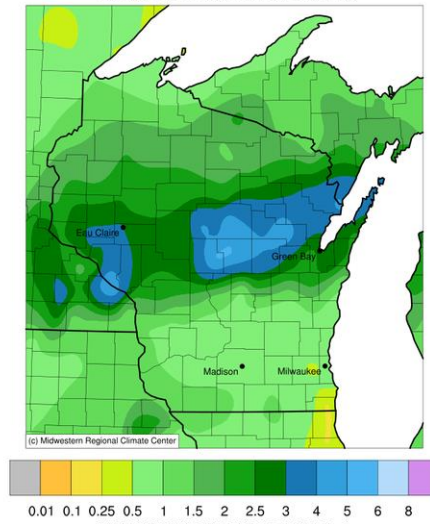 Eau Claire
Green Bay
Madison
Milwaukee
(c) Midwestern Regional Climate Center
0.01 0.1 0.25 0.5 1 1.5 2 2.5 3 4 5 6 8